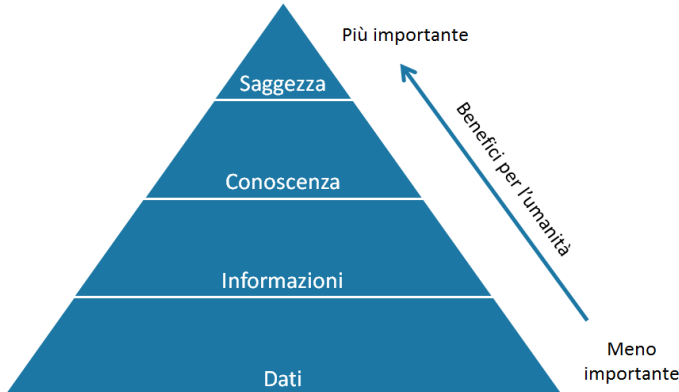 Più importante
Saggezza
Benefici per l'umanità
Conoscenza
Informazioni
Meno
importante
Dati